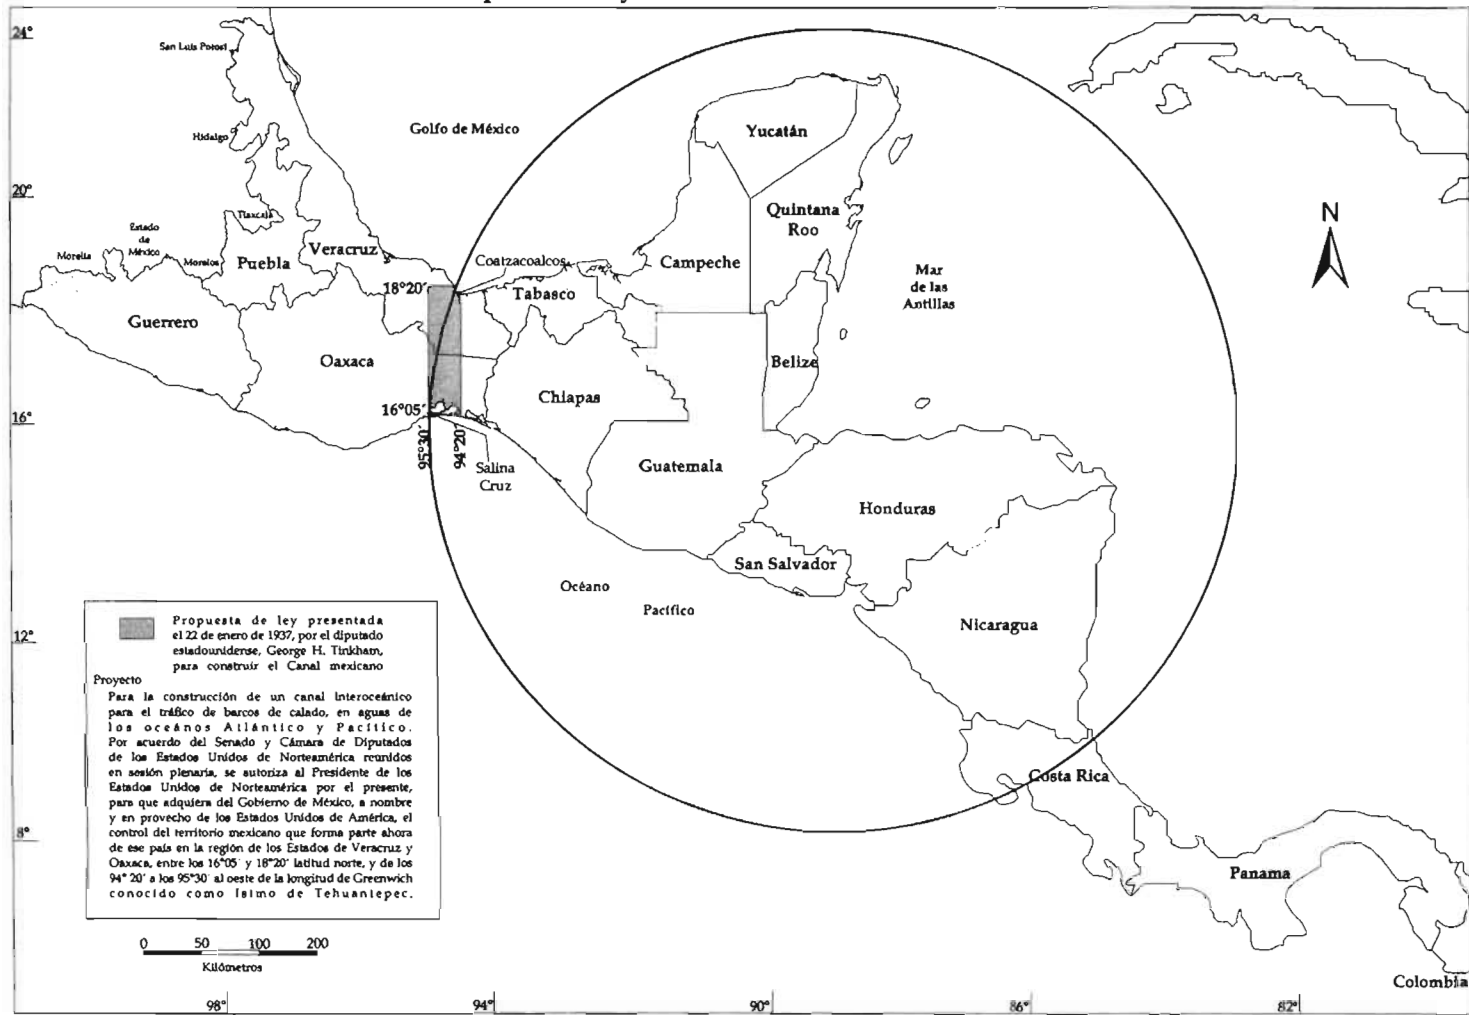 24°
San Luis Potosí
Golfo de México
Yucatán
Hidalgo
20°
Quintana
Roo
N
Tlaxcala
Estado
de
México
Morelia
Morelos
Puebla
Veracruz
Coatzacoalcos
Campeche
Mar
de las
Antillas
18°20´
Tabasco
Guerrero
Oaxaca
Belize
Chiapas
16°
16°05´
95°30´
94°20´
Salina
Cruz
Guatemala
Honduras
San Salvador
Océano
Pacífico
Nicaragua
12°
Propuesta de ley presentada
el 22 de enero de 1937, por el diputado
estadounidense, George H. Tinkham,
para construir el Canal mexicano
Proyecto
Para la construcción de un canal interoceánico
para el tráfico de barcos de calado, en aguas de
los oceános Atlántico y Pacífico.
Por acuerdo del Senado y Cámara de Diputados
de los Estados Unidos de Norteamérica reunidos
en sesión plenaria, se autoriza al Presidente de los
Estados Unidos de Norteamérica por el presente,
para que adquiera del Gobierno de México, a nombre
y en provecho de los Estados Unidos de América, el
control del territorio mexicano que forma parte ahora
de ese país en la región de los Estados de Veracruz y
Oaxaca, entre los 16°05´ y 18°20´ latitud norte, y de los
94° 20´ a los 95°30´ al oeste de la longitud de Greenwich
conocido como Istmo de Tehuantepec.
Costa Rica
8°
Panama
0 50 100 200
Kilómetros
Colombia
98° 94° 90° 86° 82°